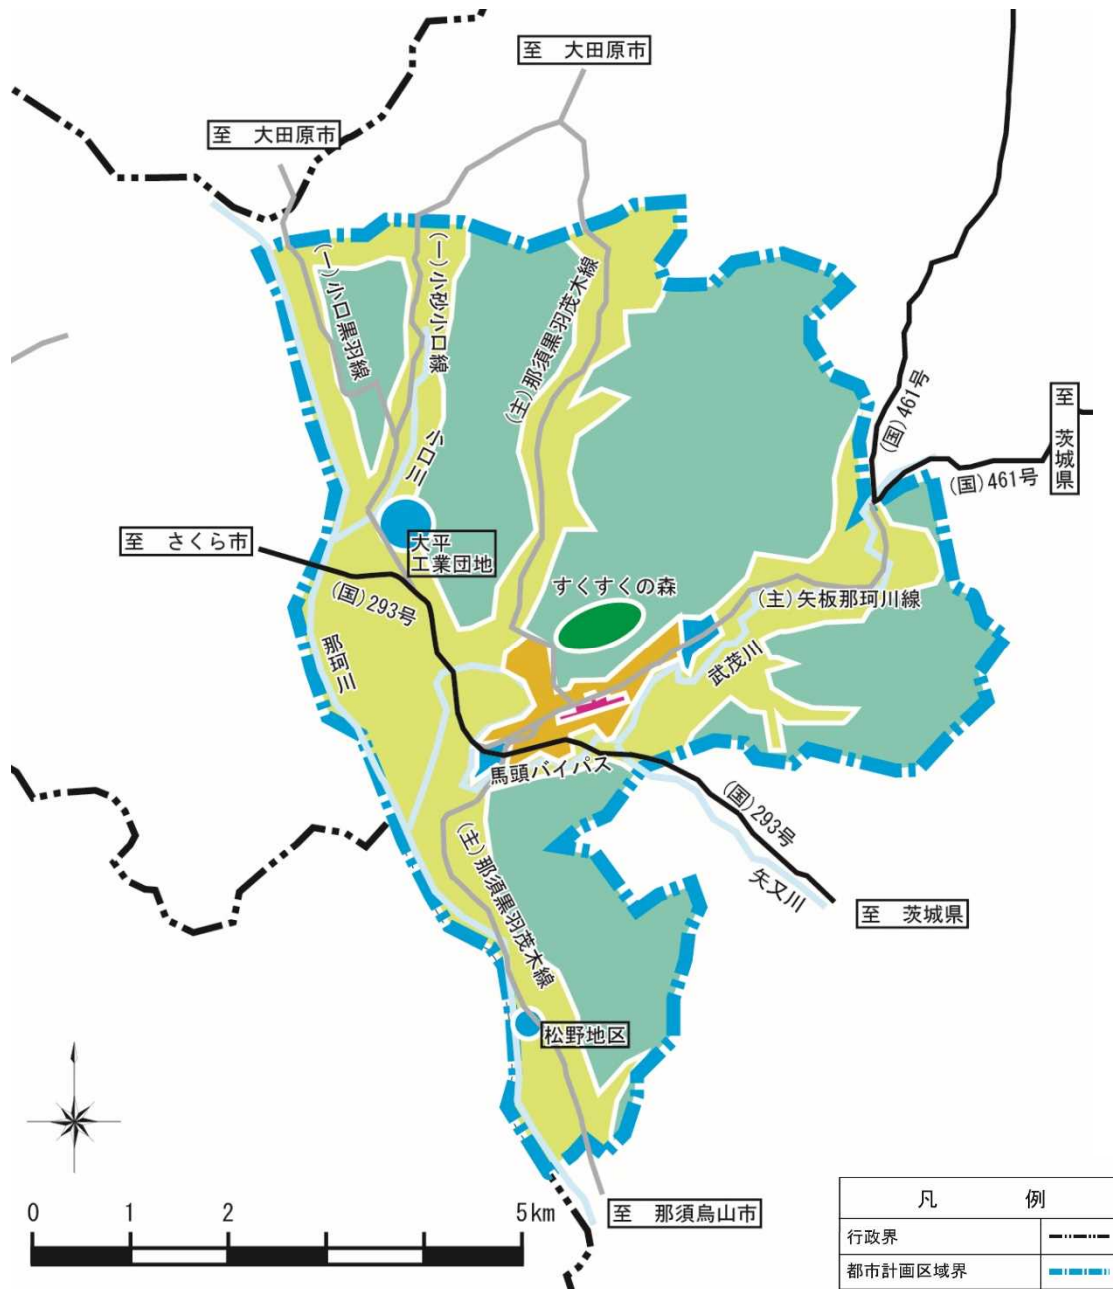 至　大田原市
至　大田原市
(一)小口黒羽線
(一)小砂小口線
(主)那須黒羽茂木線
小口川
(国)461号
至　茨城県
(国)461号
至　さくら市
大平
工業団地
(国)293号
すくすくの森
(主)矢板那珂川線
武茂川
那珂川
馬頭バイパス
(国)293号
矢又川
至　茨城県
(主)那須黒羽茂木線
松野地区
0 1 2 5km
至　那須烏山市
凡　例
行政界
都市計画区域界